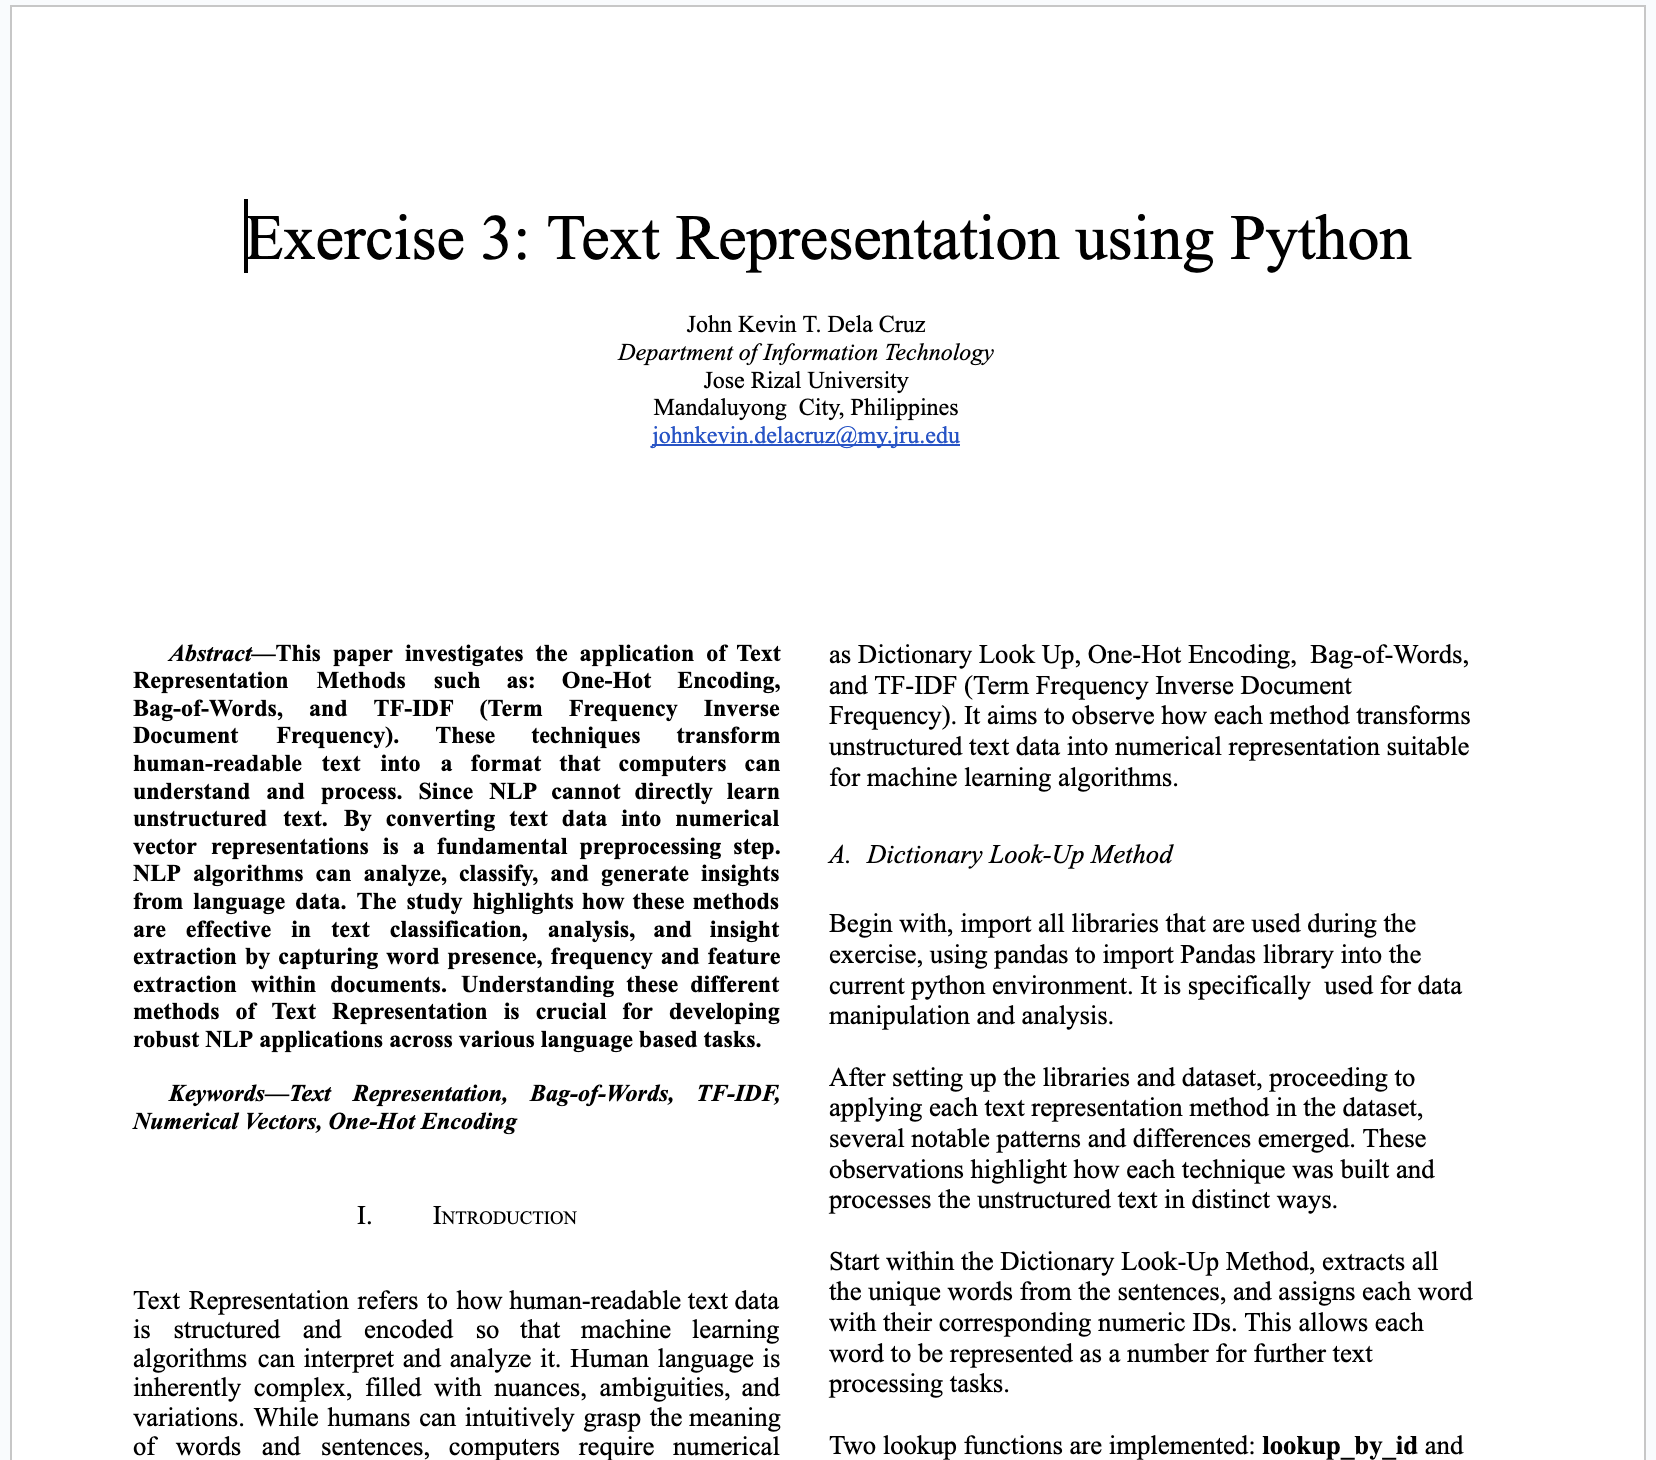 Exercise 3: Text Representation using Python
John Kevin T. Dela Cruz
Department of Information Technology
Jose Rizal University
Mandaluyong  City, Philippines
johnkevin.delacruz@my.jru.edu
Abstract—This paper investigates the application of Text
Representation Methods such as: One-Hot Encoding,
Bag-of-Words, and TF-IDF (Term Frequency Inverse
Document Frequency). These techniques transform
human-readable text into a format that computers can
understand and process. Since NLP cannot directly learn
unstructured text. By converting text data into numerical
vector representations is a fundamental preprocessing step.
NLP algorithms can analyze, classify, and generate insights
from language data. The study highlights how these methods
are effective in text classification, analysis, and insight
extraction by capturing word presence, frequency and feature
extraction within documents. Understanding these different
methods of Text Representation is crucial for developing
robust NLP applications across various language based tasks.
Keywords—Text Representation, Bag-of-Words, TF-IDF,
Numerical Vectors, One-Hot Encoding
I. Introduction
Text Representation refers to how human-readable text data
is structured and encoded so that machine learning
algorithms can interpret and analyze it. Human language is
inherently complex, filled with nuances, ambiguities, and
variations. While humans can intuitively grasp the meaning
of words and sentences, computers require numerical
as Dictionary Look Up, One-Hot Encoding,  Bag-of-Words,
and TF-IDF (Term Frequency Inverse Document
Frequency). It aims to observe how each method transforms
unstructured text data into numerical representation suitable
for machine learning algorithms.
A. Dictionary Look-Up Method
Begin with, import all libraries that are used during the
exercise, using pandas to import Pandas library into the
current python environment. It is specifically  used for data
manipulation and analysis.
After setting up the libraries and dataset, proceeding to
applying each text representation method in the dataset,
several notable patterns and differences emerged. These
observations highlight how each technique was built and
processes the unstructured text in distinct ways.
Start within the Dictionary Look-Up Method, extracts all
the unique words from the sentences, and assigns each word
with their corresponding numeric IDs. This allows each
word to be represented as a number for further text
processing tasks.
Two lookup functions are implemented: lookup_by_id and